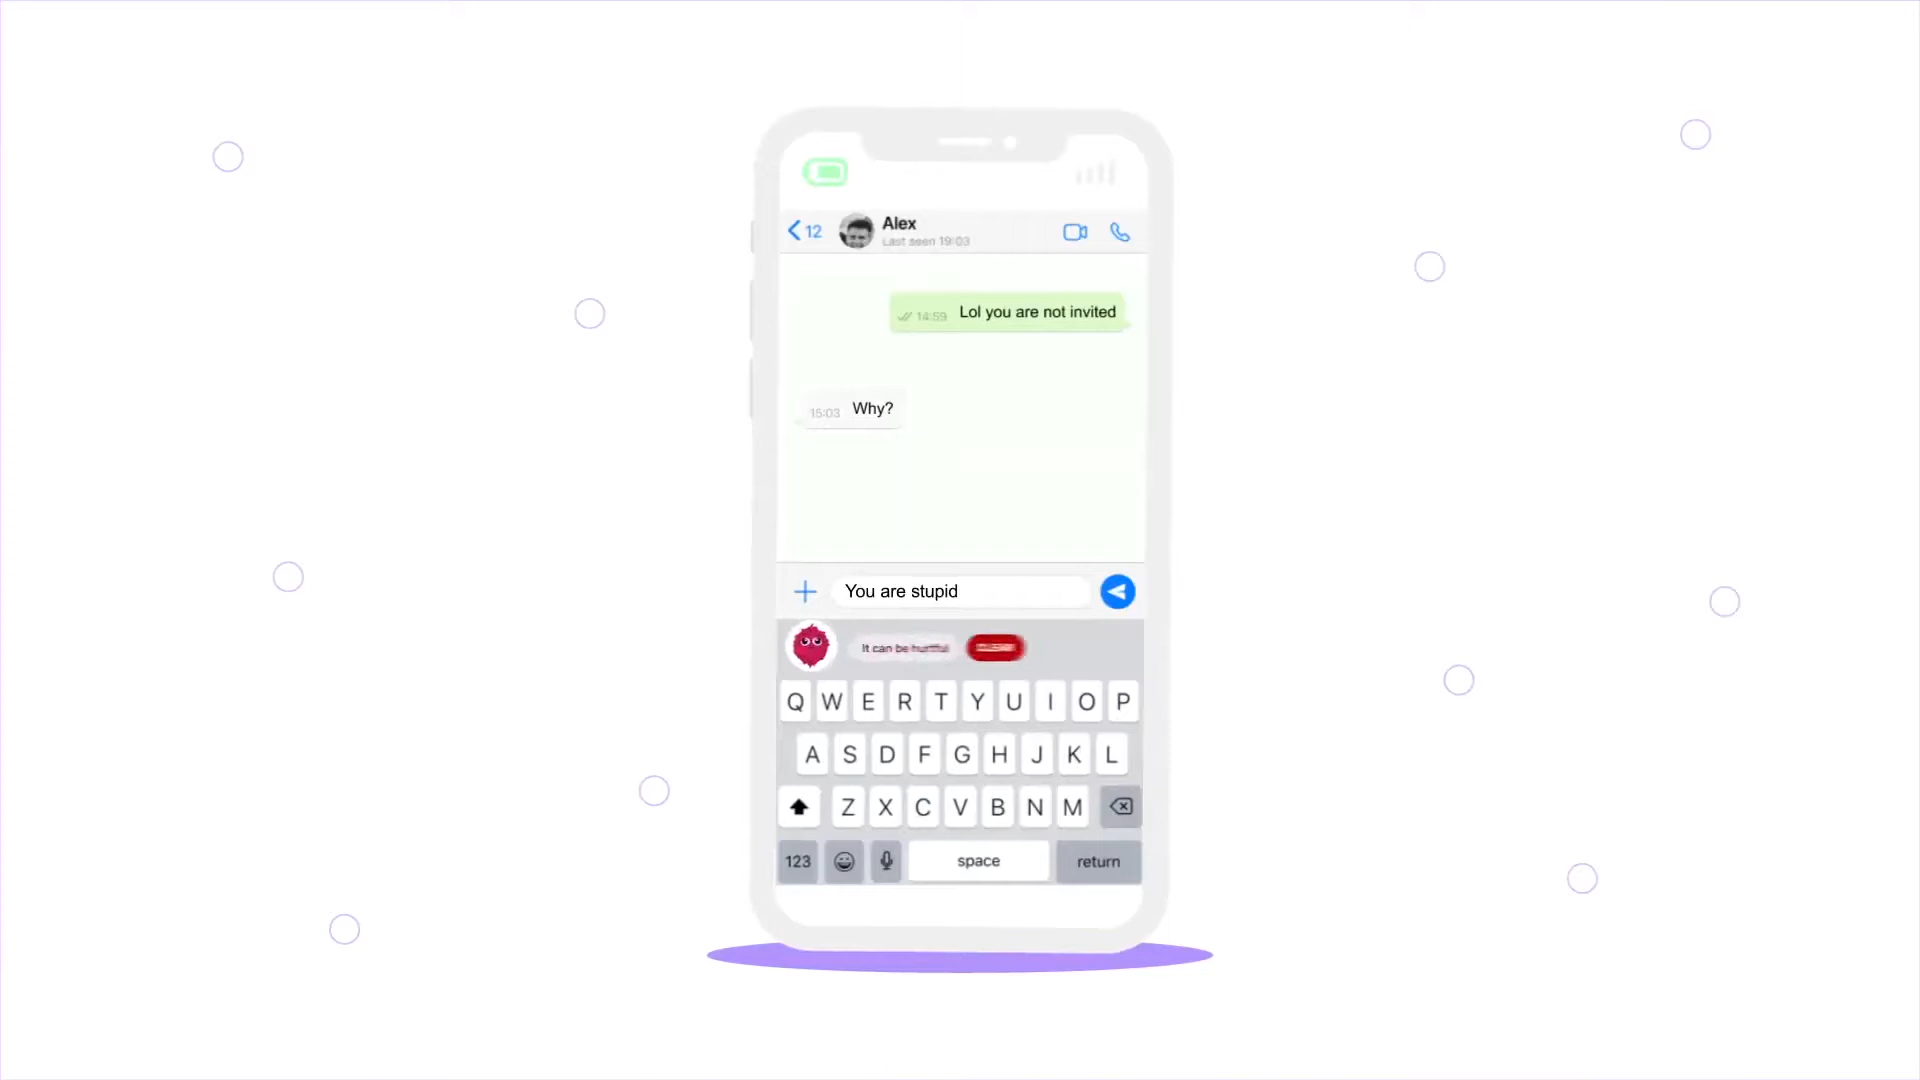 12
Alex
Last seen 19:03
14:59 Lol you are not invited
15:03 Why?
You are stupid
It can be hurtful
Q W E R T Y U I O P
A S D F G H J K L
Z X C V B N M
123 space return